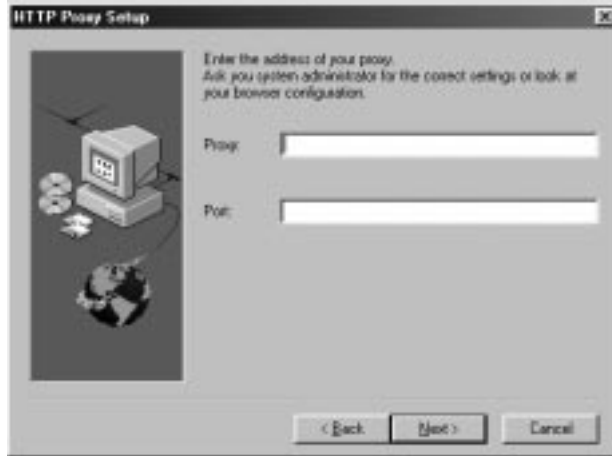 HTTP Proxy Setup
Enter the address of your proxy.
Ask you system administrator for the correct settings or look at
your browser configuration.
Proxy:
Port:
< Back
Next >
Cancel